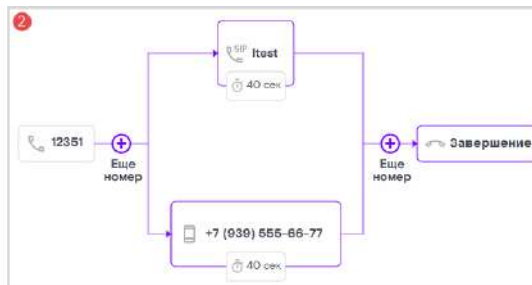 2
SIP
Itest
40 сек
12351
Еще
номер
Еще
номер
Завершение
+7 (939) 555-66-77
40 сек